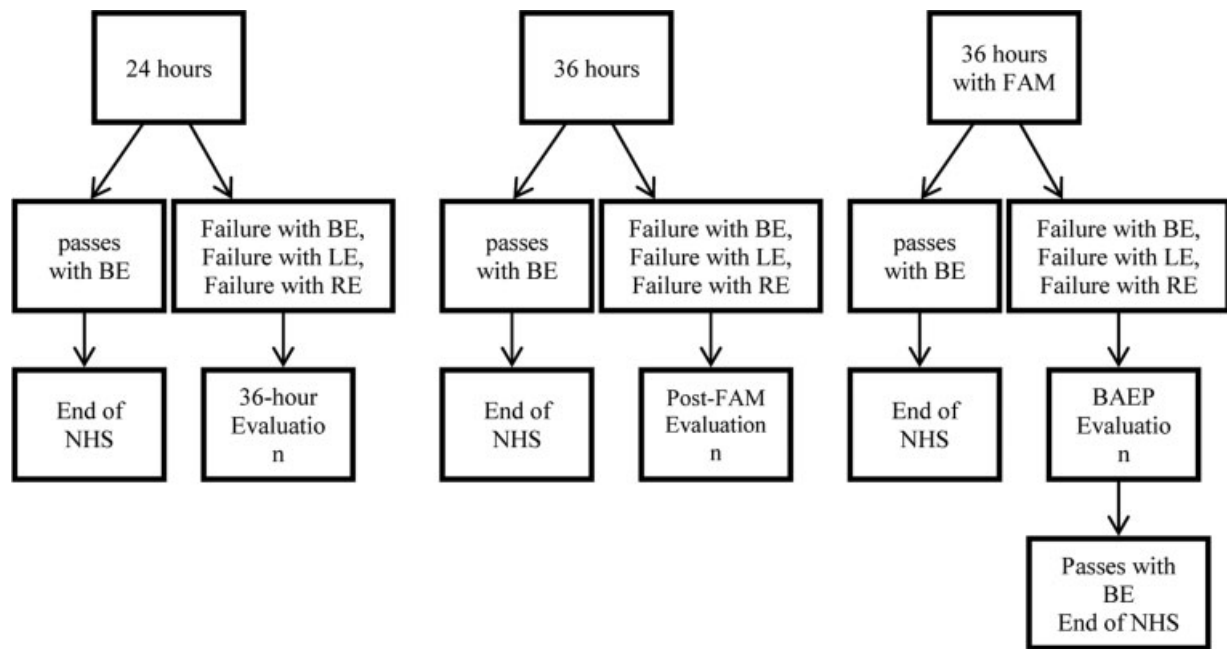 24 hours
36 hours
36 hours
with FAM
passes
with BE
Failure with BE,
Failure with LE,
Failure with RE
passes
with BE
Failure with BE,
Failure with LE,
Failure with RE
passes
with BE
Failure with BE,
Failure with LE,
Failure with RE
End of
NHS
36-hour
Evaluatio
n
End of
NHS
Post-FAM
Evaluation
n
End of
NHS
BAEP
Evaluatio
n
Passes with
BE
End of NHS